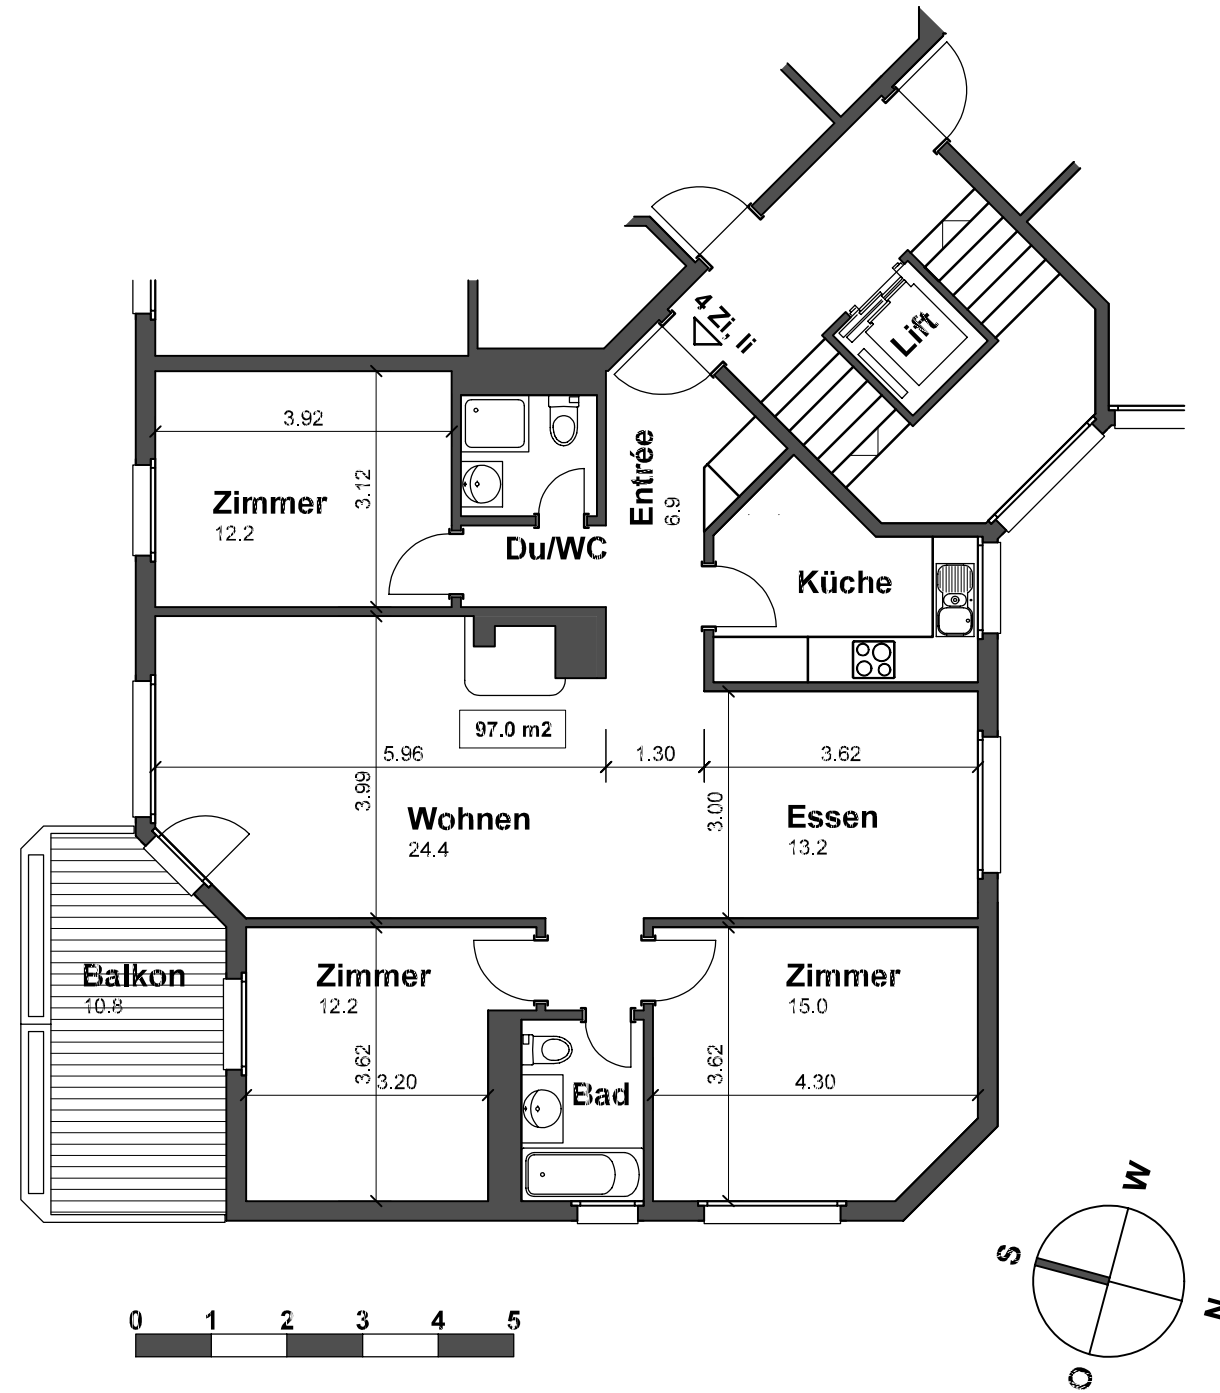 4 Zi, li
Lift
3.92
3.12
Zimmer
12.2
Entrée
6.9
Du/WC
Küche
97.0 m2
5.96
1.30
3.62
3.99
3.00
Wohnen
24.4
Essen
13.2
Balkon
10.8
Zimmer
12.2
Zimmer
15.0
3.62
3.20
3.62
4.30
Bad
W
S
N
O
0 1 2 3 4 5